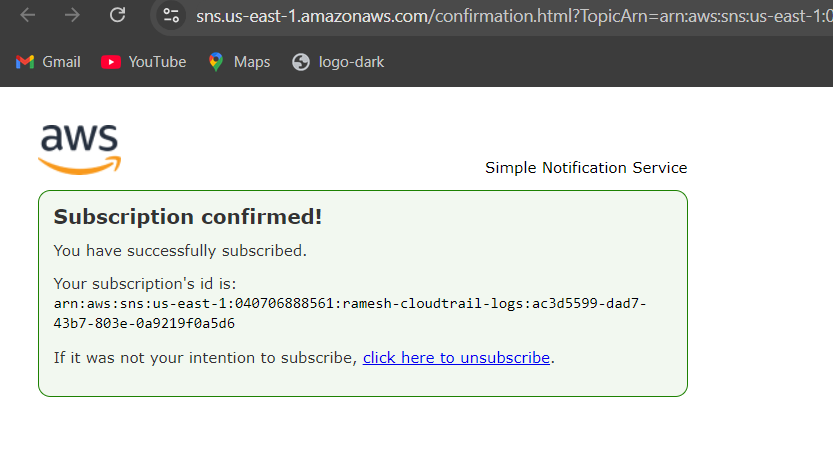 sns.us-east-1.amazonaws.com/confirmation.html?TopicArn=arn:aws:sns:us-east-1:0
Gmail YouTube Maps logo-dark
aws
Simple Notification Service
Subscription confirmed!
You have successfully subscribed.
Your subscription's id is:
arn:aws:sns:us-east-1:040706888561:ramesh-cloudtrail-logs:ac3d5599-dad7-
43b7-803e-0a9219f0a5d6
If it was not your intention to subscribe, click here to unsubscribe.